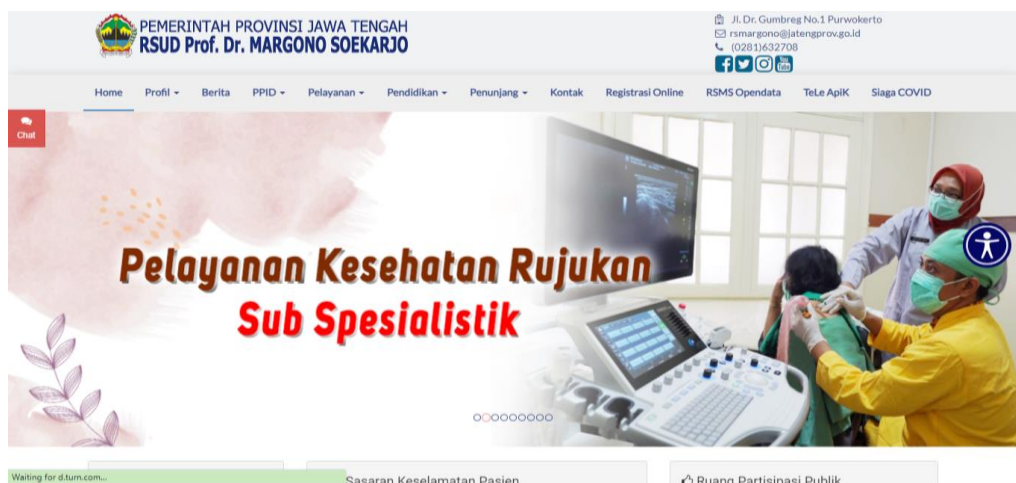 PEMERINTAH PROVINSI JAWA TENGAH
RSUD Prof. Dr. MARGONO SOEKARJO
Jl. Dr. Gumbreg No.1 Purwokerto
rsmargono@jatengprov.go.id
(0281)632708
Home Profil Berita PPID Pelayanan Pendidikan Penunjang Kontak Registrasi Online RSMS Opendata TeLe ApiK Siaga COVID
Chat
Pelayanan Kesehatan Rujukan
Sub Spesialistik
Waiting for d.turn.com...
Sasaran Keselamatan Pasien
Ruang Partisipasi Publik